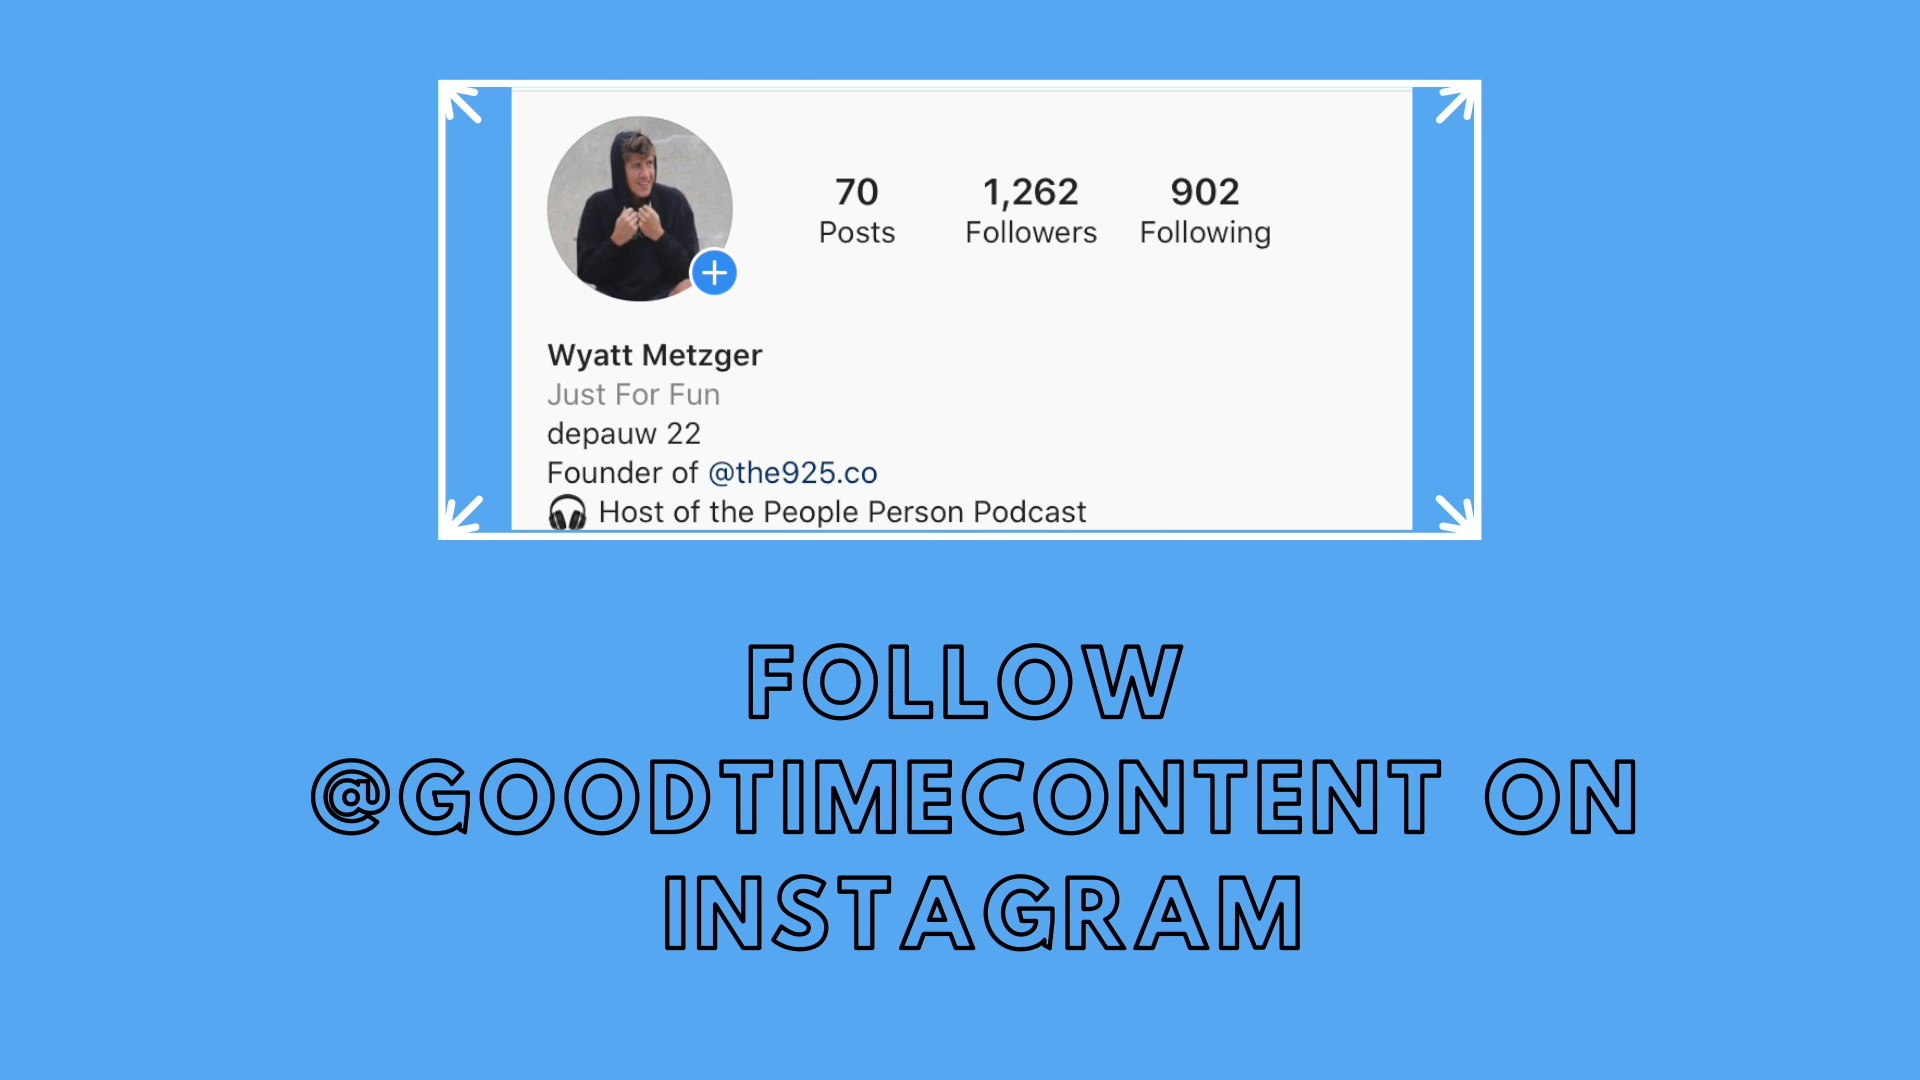 70 1,262 902
Posts Followers Following
Wyatt Metzger
Just For Fun
depauw 22
Founder of @the925.co
🎧 Host of the People Person Podcast
FOLLOW
@GOODTIMECONTENT ON
INSTAGRAM